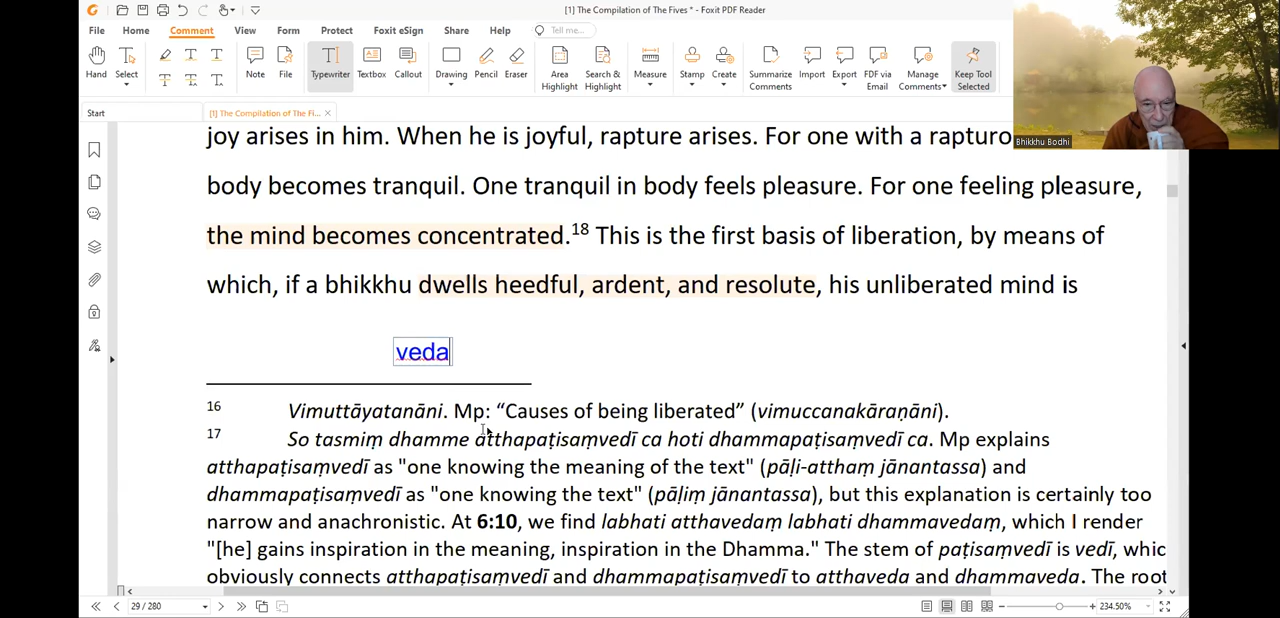 [1] The Compilation of The Fives * - Foxit PDF Reader
File Home Comment View Form Protect Foxit eSign Share Help Tell me...
Hand Select Note File Typewriter Textbox Callout Drawing Pencil Eraser Area Highlight Search & Highlight Measure Stamp Create Summarize Comments Import Export FDF via Email Manage Comments Keep Tool Selected
Start [1] The Compilation of The Fi...
Bhikkhu Bodhi
joy arises in him. When he is joyful, rapture arises. For one with a rapturo
body becomes tranquil. One tranquil in body feels pleasure. For one feeling pleasure,
the mind becomes concentrated.18 This is the first basis of liberation, by means of
which, if a bhikkhu dwells heedful, ardent, and resolute, his unliberated mind is
veda
16 Vimuttāyatanāni. Mp: “Causes of being liberated” (vimuccanakāraṇāni).
17 So tasmiṃ dhamme atthapaṭisaṃvedī ca hoti dhammapaṭisaṃvedī ca. Mp explains
atthapaṭisaṃvedī as "one knowing the meaning of the text" (pāḷi-atthaṃ jānantassa) and
dhammapaṭisaṃvedī as "one knowing the text" (pāḷiṃ jānantassa), but this explanation is certainly too
narrow and anachronistic. At 6:10, we find labhati atthavedaṃ labhati dhammavedaṃ, which I render
"[he] gains inspiration in the meaning, inspiration in the Dhamma." The stem of paṭisaṃvedī is vedī, whic
obviously connects atthapaṭisaṃvedī and dhammapaṭisaṃvedī to atthaveda and dhammaveda. The root
29 / 280 234.50%